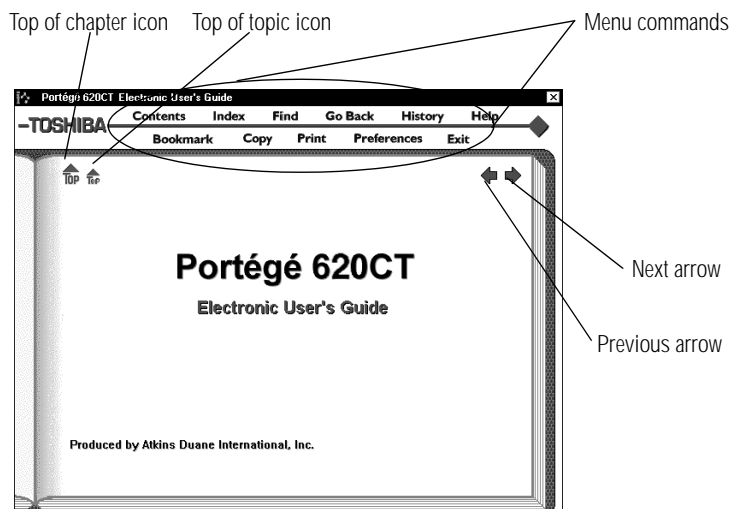 Top of chapter icon
Top of topic icon
Menu commands
Portégé 620CT Electronic User's Guide
TOSHIBA
Contents Index Find Go Back History Help
Bookmark Copy Print Preferences Exit
TOP
TOP
Portégé 620CT
Electronic User's Guide
Next arrow
Previous arrow
Produced by Atkins Duane International, Inc.